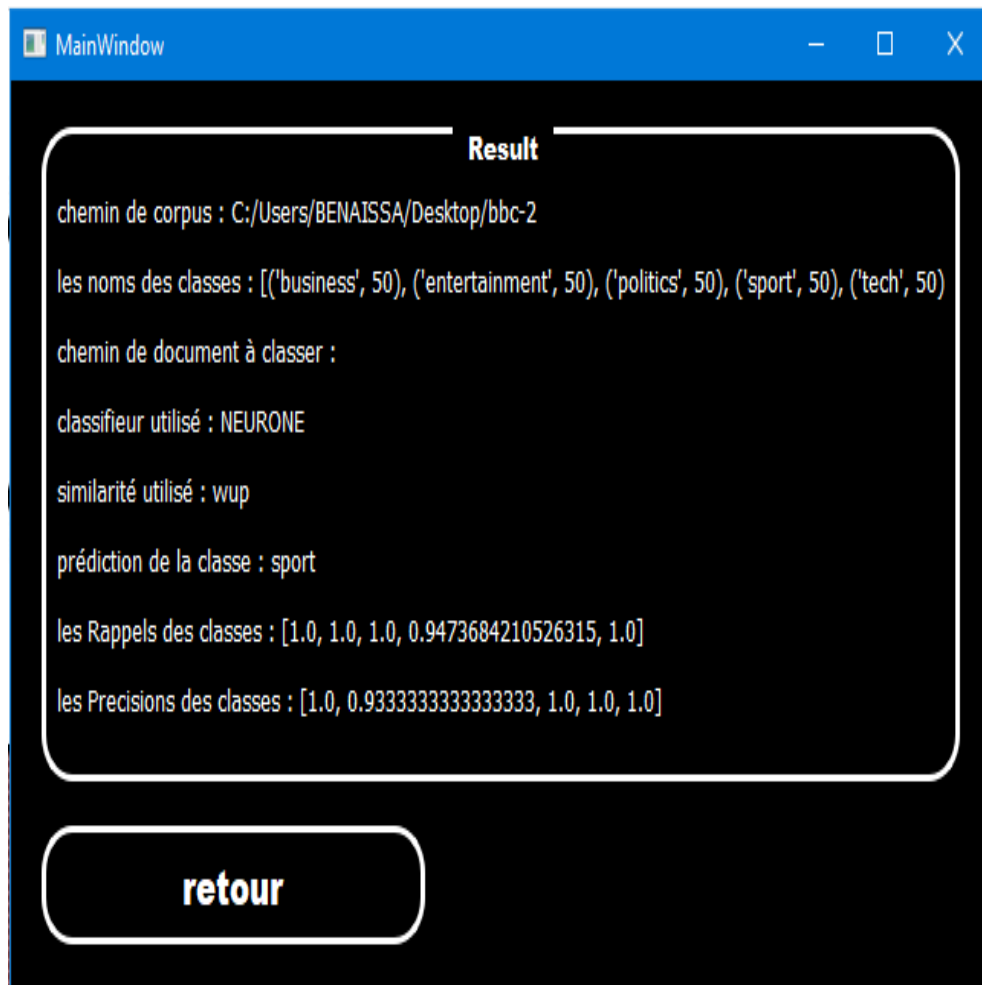 MainWindow
Result
chemin de corpus : C:/Users/BENAISSA/Desktop/bbc-2
les noms des classes : [('business', 50), ('entertainment', 50), ('politics', 50), ('sport', 50), ('tech', 50)
chemin de document à classer :
classifieur utilisé : NEURONE
similarité utilisé : wup
prédiction de la classe : sport
les Rappels des classes : [1.0, 1.0, 1.0, 0.9473684210526315, 1.0]
les Precisions des classes : [1.0, 0.9333333333333333, 1.0, 1.0, 1.0]
retour